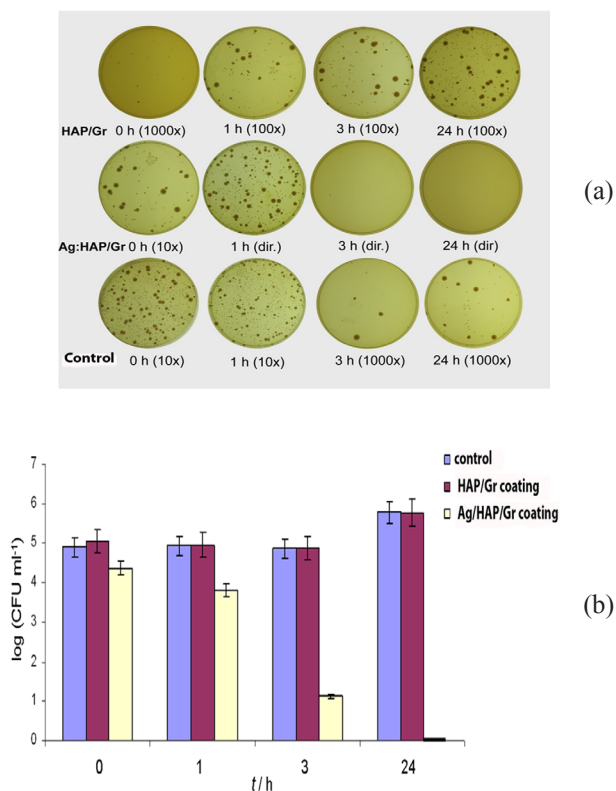 HAP/Gr 0 h (1000x) 1 h (100x) 3 h (100x) 24 h (100x)
(a)
Ag:HAP/Gr 0 h (10x) 1 h (dir.) 3 h (dir.) 24 h (dir)
Control 0 h (10x) 1 h (10x) 3 h (1000x) 24 h (1000x)
7
6
5
4
3
2
1
0
log (CFU ml⁻¹)
control
HAP/Gr coating
Ag/HAP/Gr coating
(b)
0 1 3 24
t/h